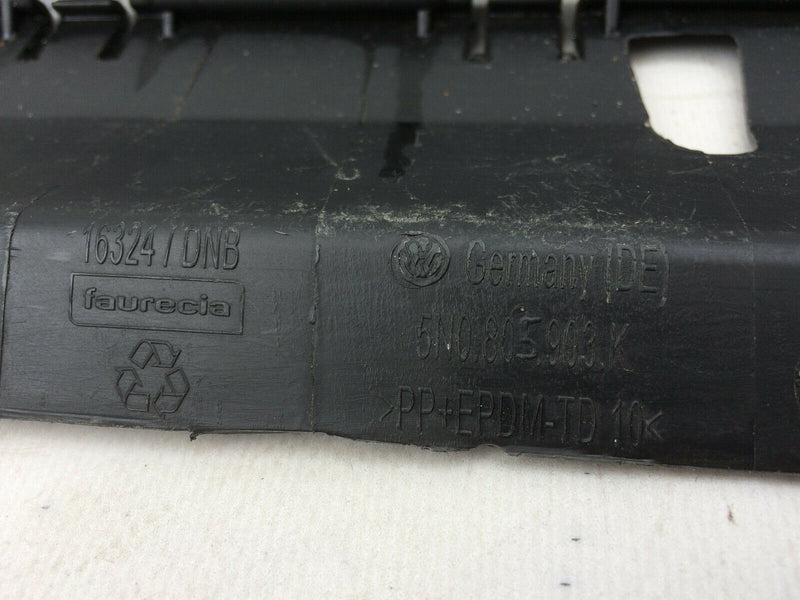 16324 / DNB
faurecia
Germany (DE)
5N0.805.903.K
>PP+EPDM-TD 10<